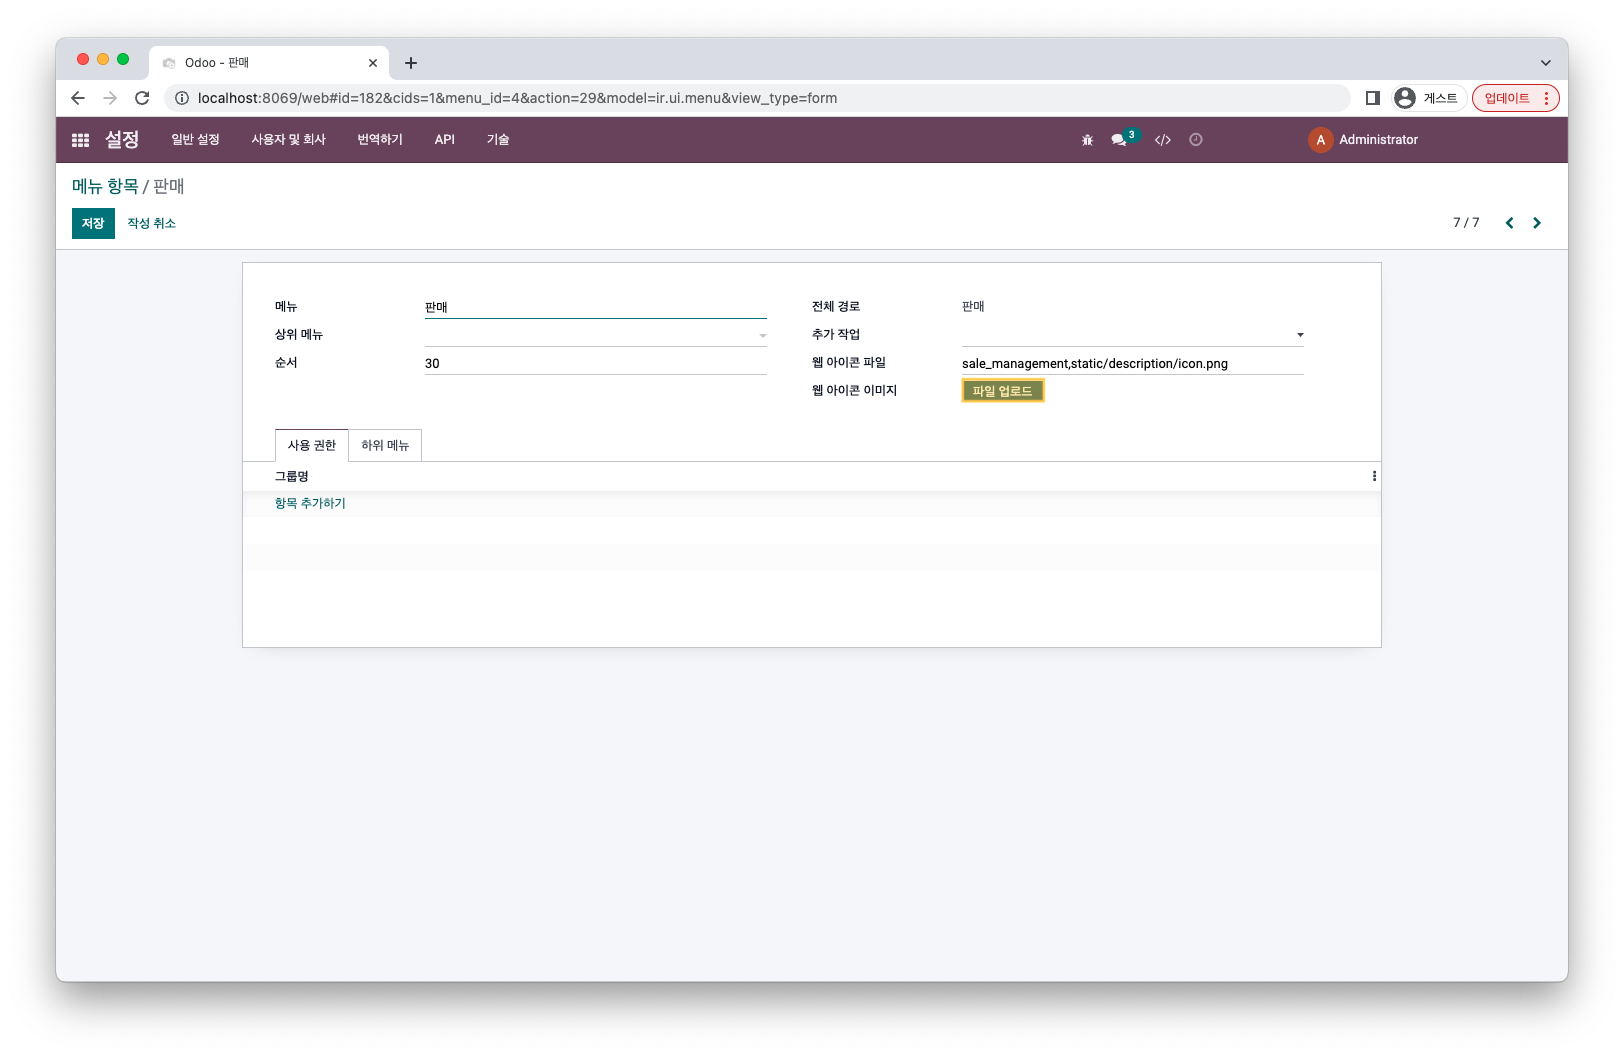 Odoo - 판매
localhost:8069/web#id=182&cids=1&menu_id=4&action=29&model=ir.ui.menu&view_type=form
게스트
업데이트
설정 일반 설정 사용자 및 회사 번역하기 API 기술 3 A Administrator
메뉴 항목 / 판매
저장 작성 취소 7 / 7
메뉴 판매 전체 경로 판매
상위 메뉴 추가 작업
순서 30 웹 아이콘 파일 sale_management,static/description/icon.png
웹 아이콘 이미지 파일 업로드
사용 권한 하위 메뉴
그룹명
항목 추가하기